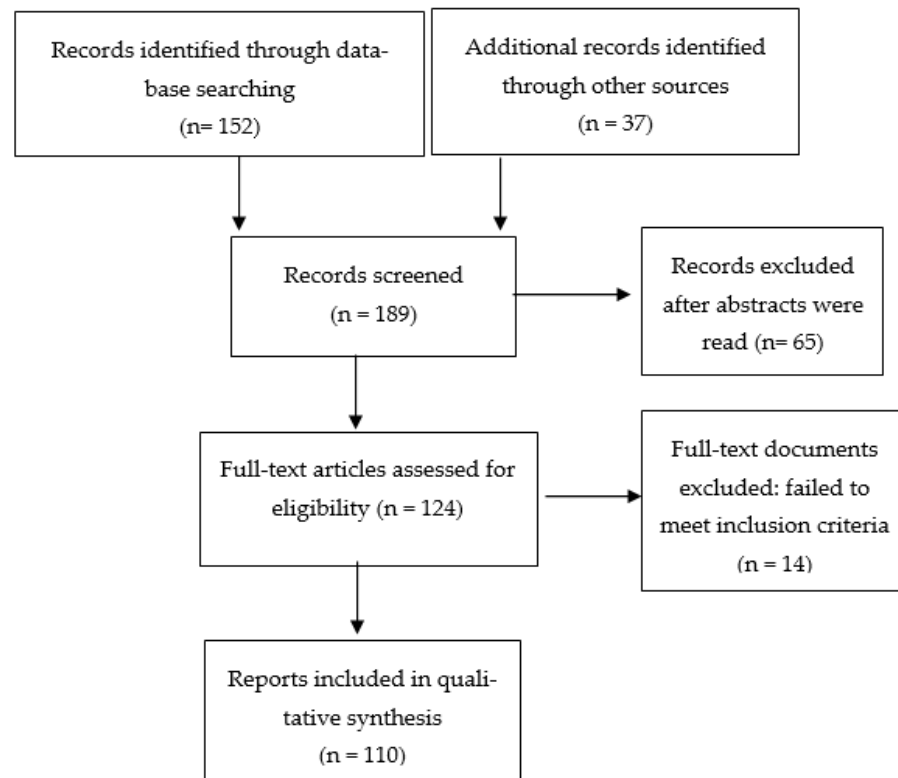 Records identified through data-
base searching
(n= 152)
Additional records identified
through other sources
(n = 37)
Records screened
(n = 189)
Records excluded
after abstracts were
read (n= 65)
Full-text articles assessed for
eligibility (n = 124)
Full-text documents
excluded: failed to
meet inclusion criteria
(n = 14)
Reports included in quali-
tative synthesis
(n = 110)